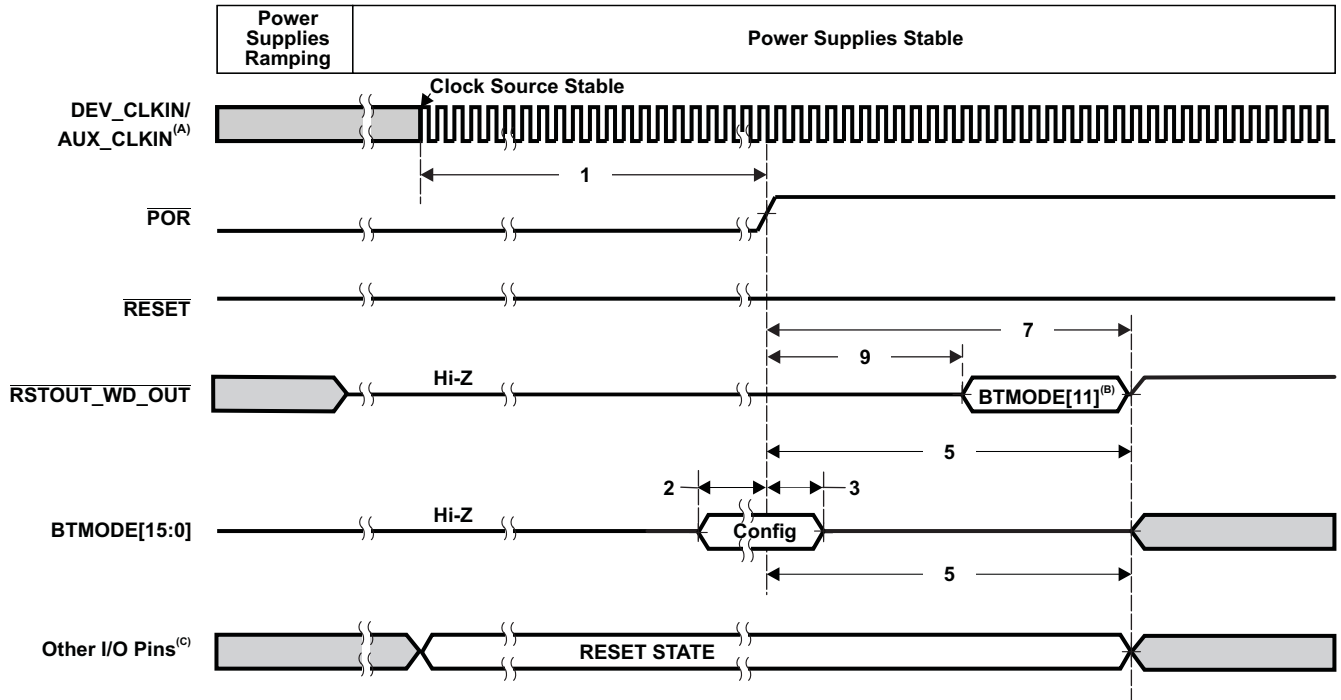 Power
Supplies
Ramping
Power Supplies Stable
Clock Source Stable
DEV_CLKIN/
AUX_CLKIN(A)
1
POR
RESET
7
9
RSTOUT_WD_OUT
Hi-Z
BTMODE[11](B)
5
2
3
BTMODE[15:0]
Hi-Z
Config
5
Other I/O Pins(C)
RESET STATE